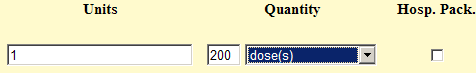 Units Quantity Hosp. Pack.
1 200 dose(s)